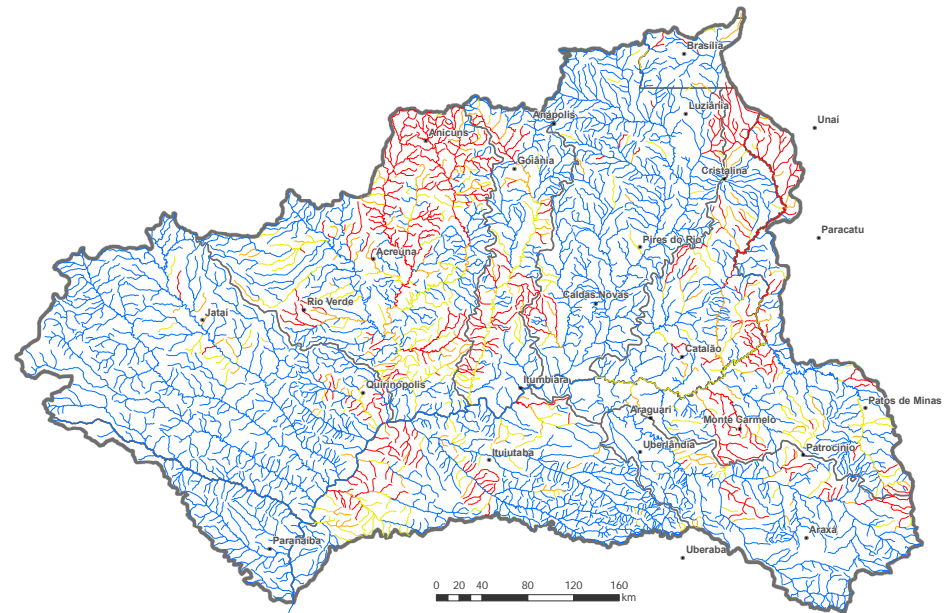 Brasília
Luziânia
Unaí
Anápolis
Anicuns
Goiânia
Cristalina
Paracatu
Pires do Rio
Acreúna
Caldas Novas
Rio Verde
Jataí
Catalão
Quirinópolis
Itumbiara
Patos de Minas
Araguari
Monte Carmelo
Uberlândia
Patrocínio
Ituiutaba
Araxá
Paranaíba
Uberaba
0 20 40 80 120 160
km